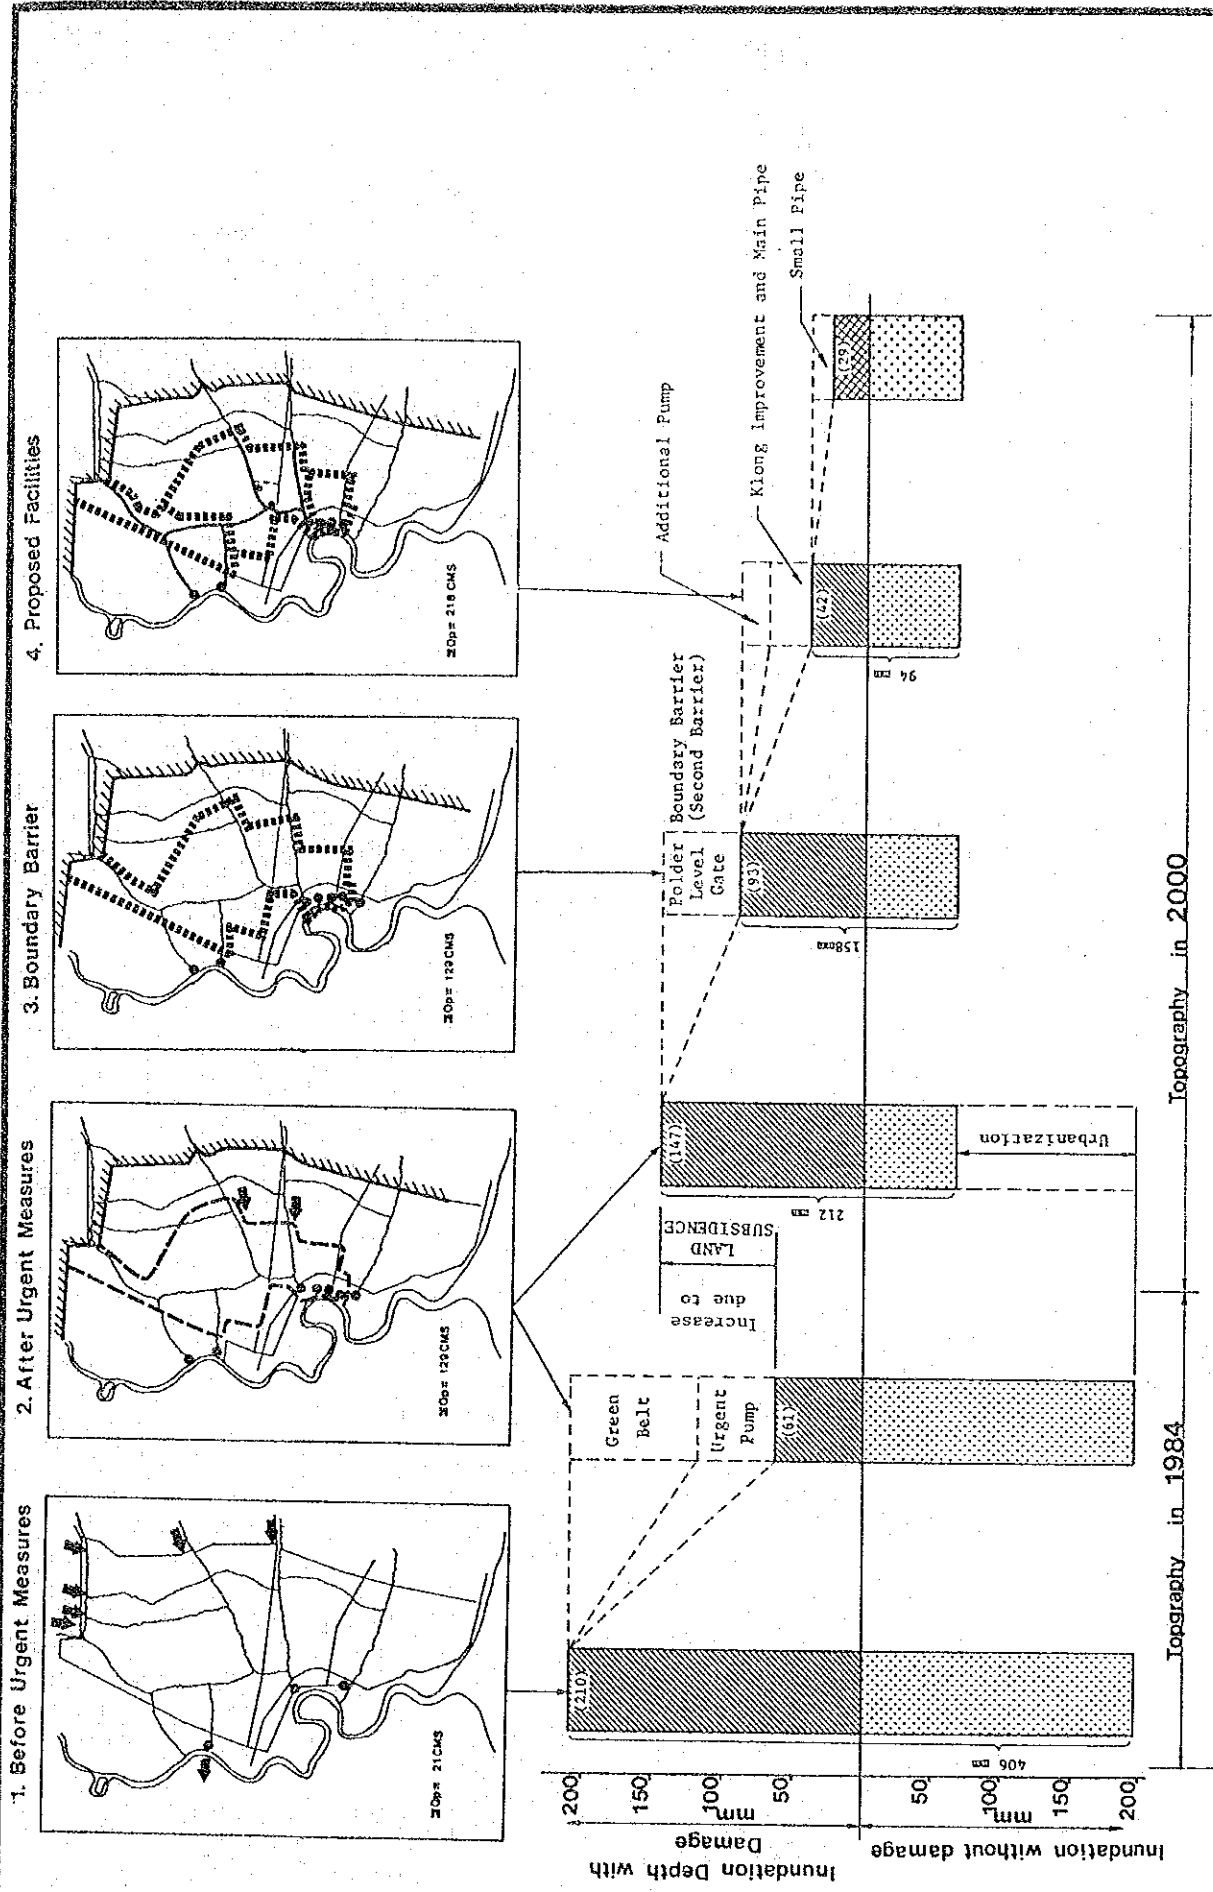 1. Before Urgent Measures
2. After Urgent Measures
3. Boundary Barrier
4. Proposed Facilities
ΣQp= 21CMS
ΣQp= 129CMS
ΣQp= 129CMS
ΣQp= 218CMS
Inundation Depth with
Damage
Inundation without damage
200
mm
100
50
50
100
mm
150
200
(210)
406 mm
Green
Belt
Urgent
Pump
(61)
Increase
due to
LAND
SUBSIDENCE
(147)
212 mm
Urbanization
Polder
Level
Gate
Boundary Barrier
(Second Barrier)
(93)
158
Additional Pump
Klong Improvement and Main Pipe
Small Pipe
(42)
94 mm
(29)
Topgraphy in 1984
Topography in 2000